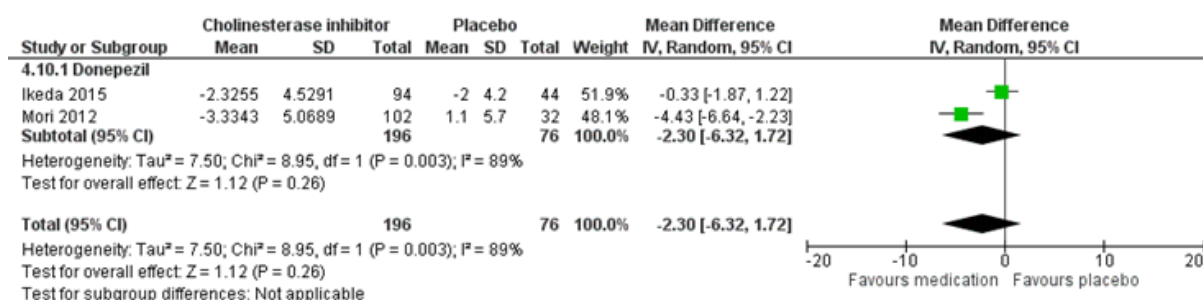 Cholinesterase inhibitor Placebo Mean Difference Mean Difference
Study or Subgroup Mean SD Total Mean SD Total Weight IV, Random, 95% CI IV, Random, 95% CI
4.10.1 Donepezil
Ikeda 2015 -2.3255 4.5291 94 -2 4.2 44 51.9% -0.33 [-1.87, 1.22]
Mori 2012 -3.3343 5.0689 102 1.1 5.7 32 48.1% -4.43 [-6.64, -2.23]
Subtotal (95% CI) 196 76 100.0% -2.30 [-6.32, 1.72]
Heterogeneity: Tau² = 7.50; Chi² = 8.95, df = 1 (P = 0.003); I² = 89%
Test for overall effect: Z = 1.12 (P = 0.26)
Total (95% CI) 196 76 100.0% -2.30 [-6.32, 1.72]
Heterogeneity: Tau² = 7.50; Chi² = 8.95, df = 1 (P = 0.003); I² = 89%
Test for overall effect: Z = 1.12 (P = 0.26)
Test for subgroup differences: Not applicable
-20 -10 0 10 20
Favours medication Favours placebo